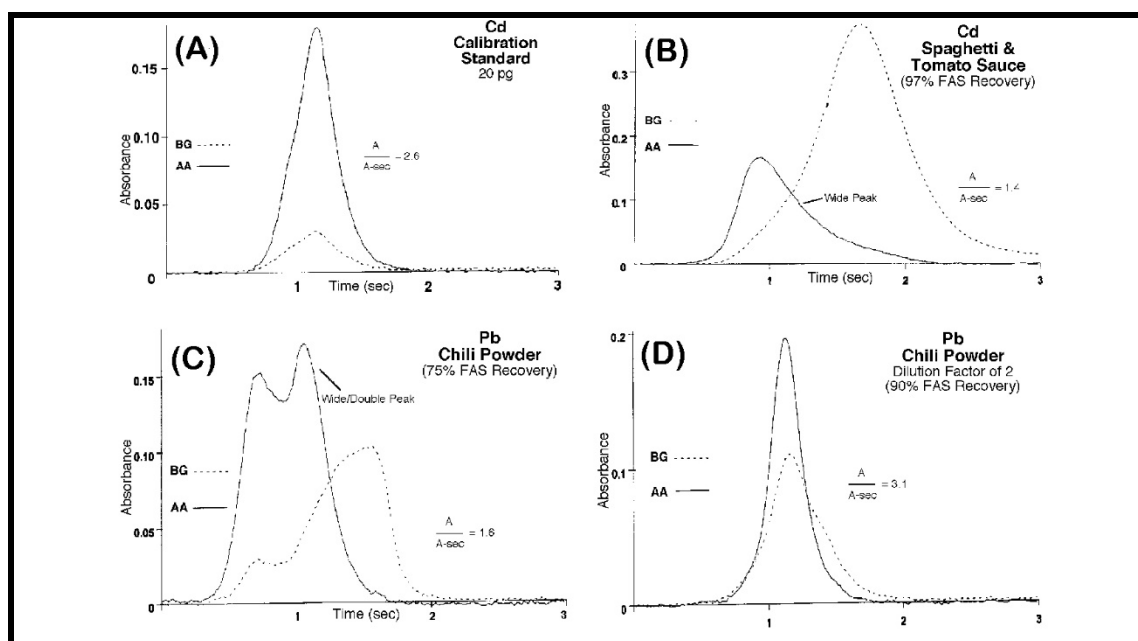 (A)
Cd
Calibration
Standard
20 pg
0.15
0.10
0.05
0
Absorbance
BG
AA
A
A-sec
= 2.6
1
2
3
Time (sec)
(B)
Cd
Spaghetti &
Tomato Sauce
(97% FAS Recovery)
0.3
0.2
0.1
0
Absorbance
BG
AA
Wide Peak
A
A-sec
= 1.4
1
2
3
Time (sec)
(C)
Pb
Chili Powder
(75% FAS Recovery)
0.15
0.10
0.05
0
Absorbance
Wide/Double Peak
BG
AA
A
A-sec
= 1.6
1
2
3
Time (sec)
(D)
Pb
Chili Powder
Dilution Factor of 2
(90% FAS Recovery)
0.2
0.1
0
Absorbance
BG
AA
A
A-sec
= 3.1
1
2
3
Time (sec)